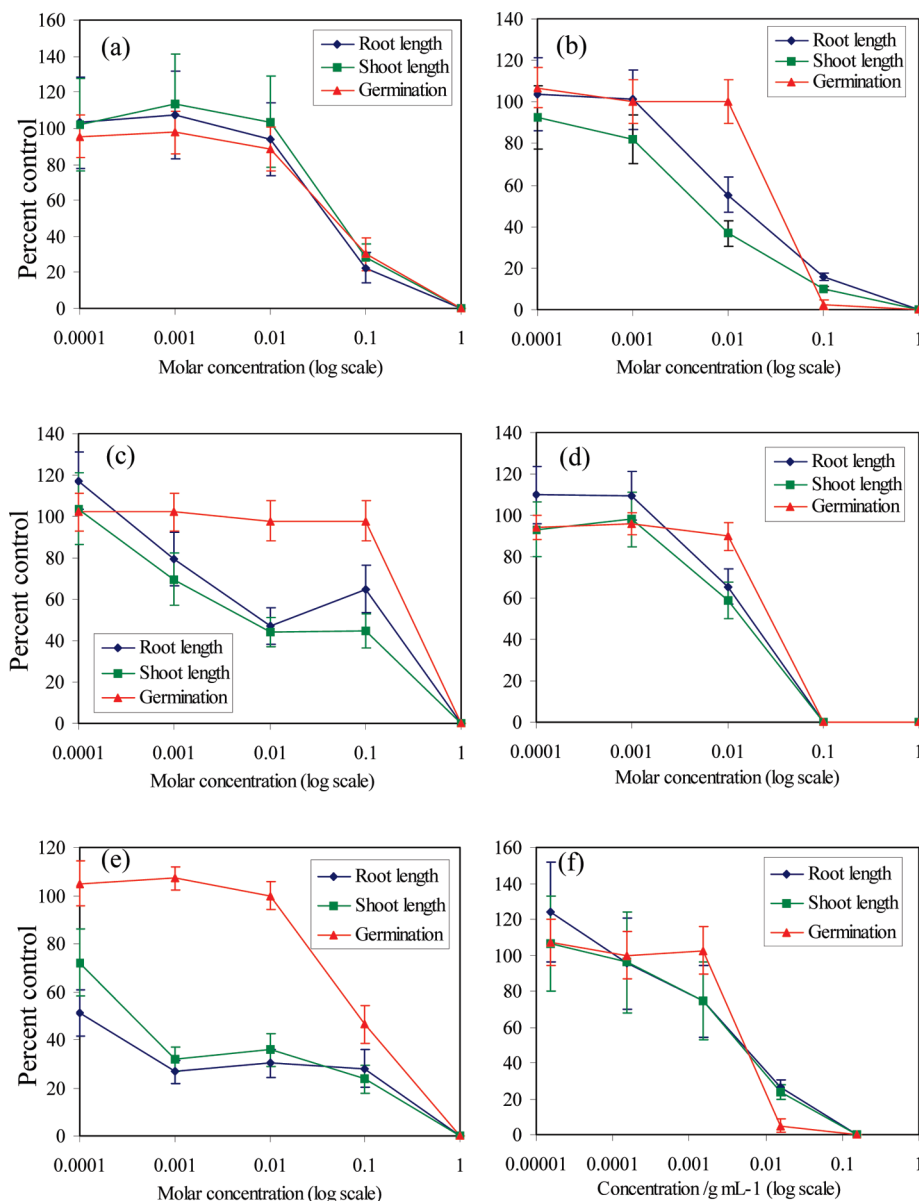 (a)
Root length
Shoot length
Germination
140
120
100
80
60
40
20
0
0.0001 0.001 0.01 0.1 1
Percent control
Molar concentration (log scale)
(b)
Root length
Shoot length
Germination
140
120
100
80
60
40
20
0
0.0001 0.001 0.01 0.1 1
Molar concentration (log scale)
(c)
Root length
Shoot length
Germination
140
120
100
80
60
40
20
0
0.0001 0.001 0.01 0.1 1
Percent control
Molar concentration (log scale)
(d)
Root length
Shoot length
Germination
140
120
100
80
60
40
20
0
0.0001 0.001 0.01 0.1 1
Molar concentration (log scale)
(e)
Root length
Shoot length
Germination
120
100
80
60
40
20
0
0.0001 0.001 0.01 0.1 1
Percent control
Molar concentration (log scale)
(f)
Root length
Shoot length
Germination
160
140
120
100
80
60
40
20
0
0.00001 0.0001 0.001 0.01 0.1 1
Concentration /g mL-1 (log scale)